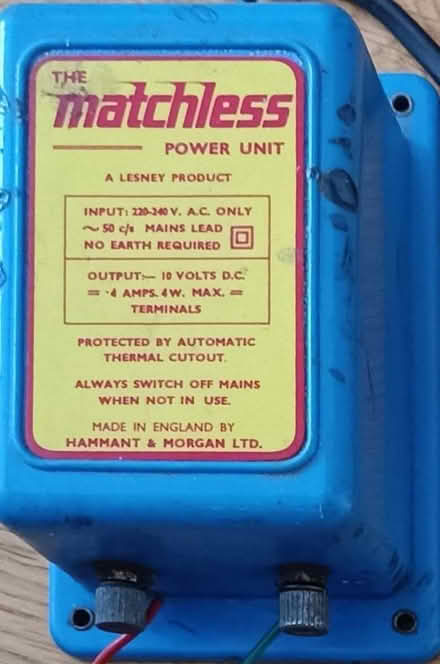 THE
matchless
POWER UNIT
A LESNEY PRODUCT
INPUT: 220-240 V. A.C. ONLY
~ 50 c/s MAINS LEAD
NO EARTH REQUIRED
OUTPUT:— 10 VOLTS D.C.
= ·4 AMPS. 4W. MAX. =
TERMINALS
PROTECTED BY AUTOMATIC
THERMAL CUTOUT.
ALWAYS SWITCH OFF MAINS
WHEN NOT IN USE.
MADE IN ENGLAND BY
HAMMANT & MORGAN LTD.